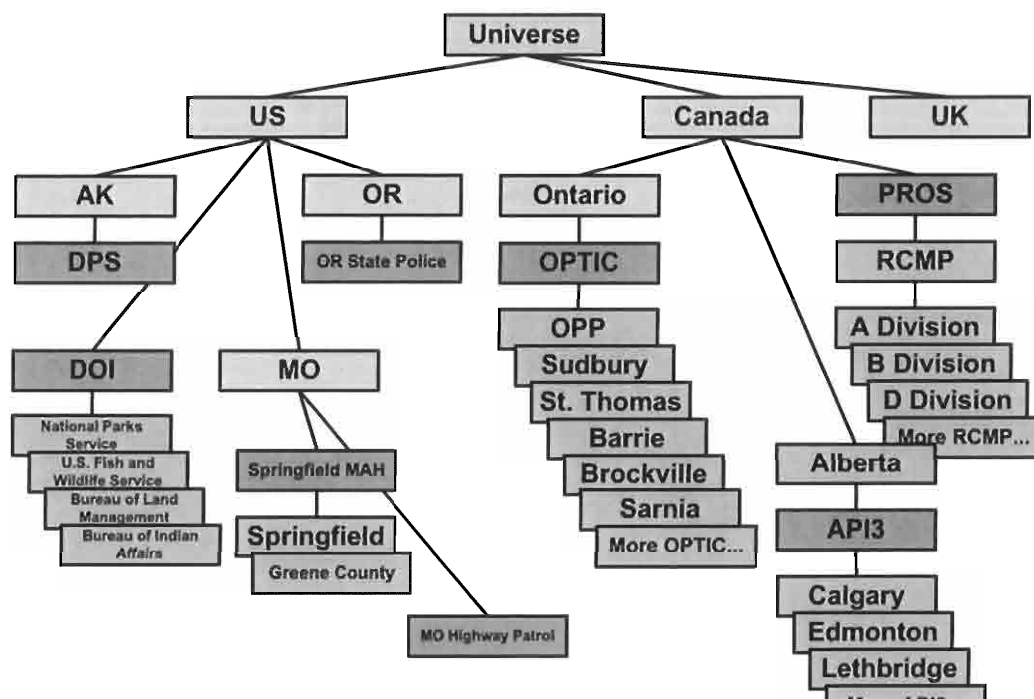 Universe
US
Canada
UK
AK
OR
Ontario
PROS
DPS
OR State Police
OPTIC
RCMP
OPP
A Division
Sudbury
B Division
DOI
MO
St. Thomas
D Division
National Parks
Service
Barrie
More RCMP...
U.S. Fish and
Wildlife Service
Springfield MAH
Brockville
Alberta
Bureau of Land
Management
Sarnia
Bureau of Indian
Affairs
Springfield
More OPTIC...
API3
Greene County
Calgary
MO Highway Patrol
Edmonton
Lethbridge